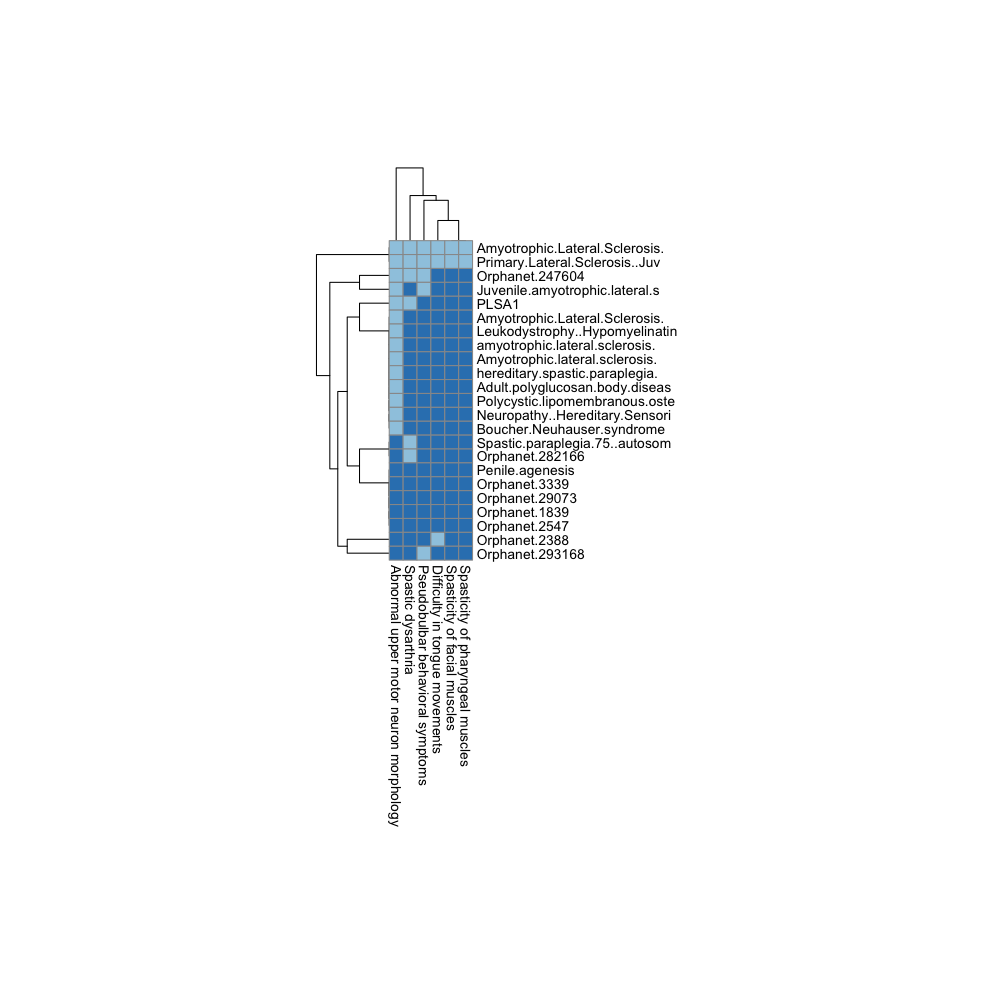 Amyotrophic.Lateral.Sclerosis.
Primary.Lateral.Sclerosis..Juv
Orphanet.247604
Juvenile.amyotrophic.lateral.s
PLSA1
Amyotrophic.Lateral.Sclerosis.
Leukodystrophy..Hypomyelinatin
amyotrophic.lateral.sclerosis.
Amyotrophic.lateral.sclerosis.
hereditary.spastic.paraplegia.
Adult.polyglucosan.body.diseas
Polycystic.lipomembranous.oste
Neuropathy..Hereditary.Sensori
Boucher.Neuhauser.syndrome
Spastic.paraplegia.75..autosom
Orphanet.282166
Penile.agenesis
Orphanet.3339
Orphanet.29073
Orphanet.1839
Orphanet.2547
Orphanet.2388
Orphanet.293168
Abnormal upper motor neuron morphology
Spastic dysarthria
Pseudobulbar behavioral symptoms
Difficulty in tongue movements
Spasticity of facial muscles
Spasticity of pharyngeal muscles